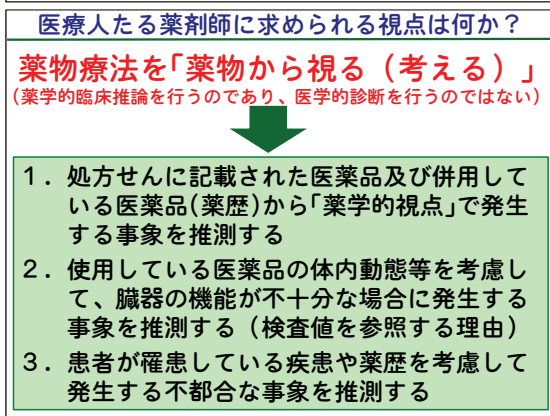 医療人たる薬剤師に求められる視点は何か？
薬物療法を「薬物から視る（考える）」
(薬学的臨床推論を行うのであり、医学的診断を行うのではない)
１．処方せんに記載された医薬品及び併用して
いる医薬品(薬歴)から「薬学的視点」で発生
する事象を推測する
２．使用している医薬品の体内動態等を考慮し
て、臓器の機能が不十分な場合に発生する
事象を推測する（検査値を参照する理由）
３．患者が罹患している疾患や薬歴を考慮して
発生する不都合な事象を推測する